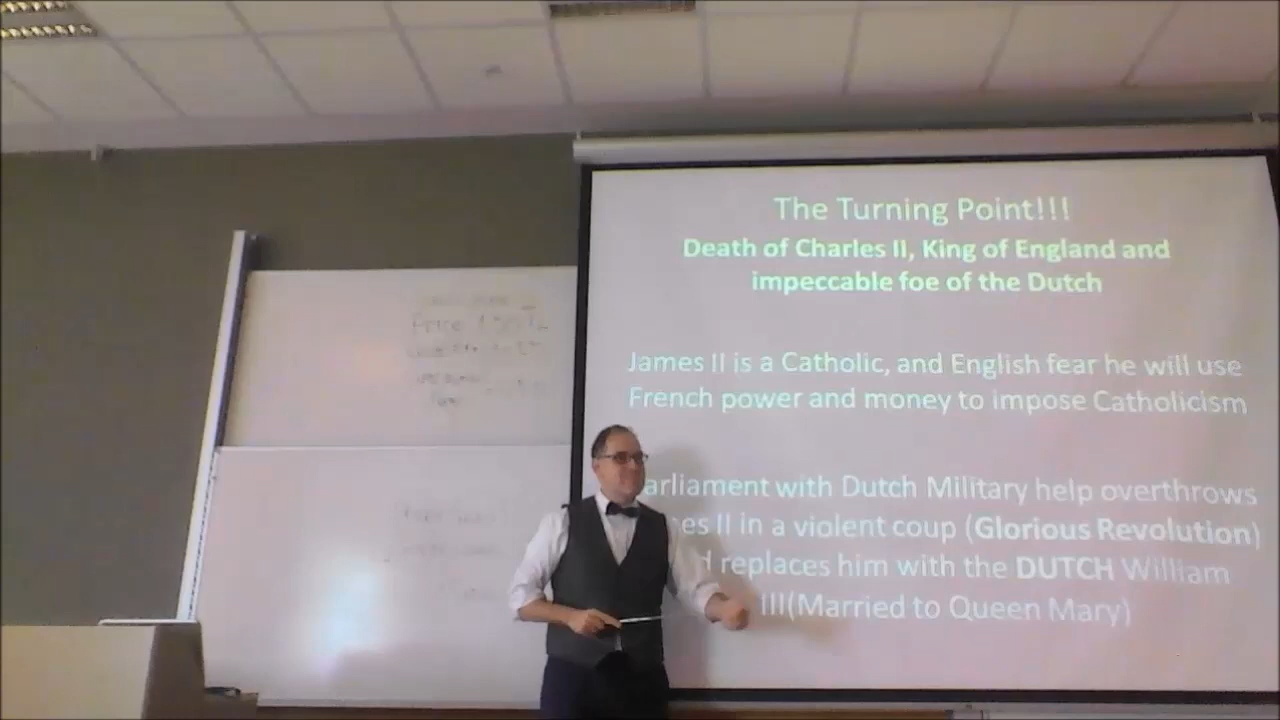 The Turning Point!!!
Death of Charles II, King of England and
impeccable foe of the Dutch
James II is a Catholic, and English fear he will use
French power and money to impose Catholicism
arliament with Dutch Military help overthrows
es II in a violent coup (Glorious Revolution)
d replaces him with the DUTCH William
III(Married to Queen Mary)
Price